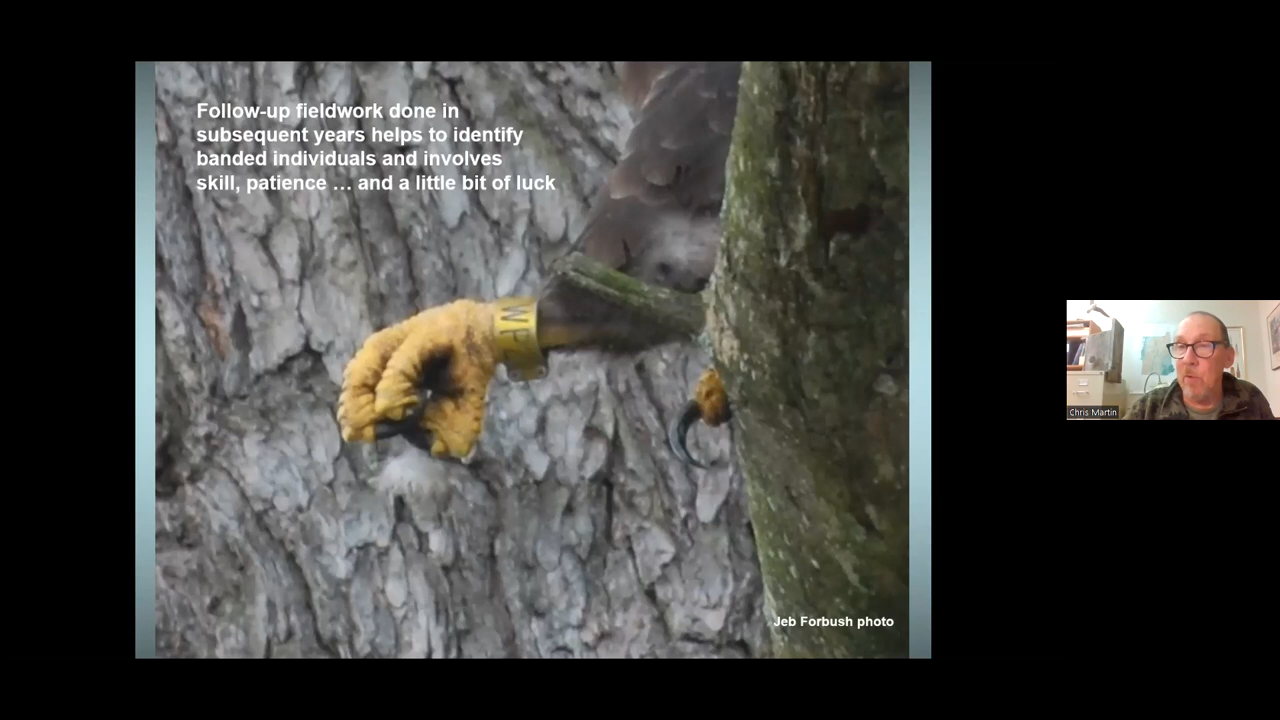 Follow-up fieldwork done in
subsequent years helps to identify
banded individuals and involves
skill, patience … and a little bit of luck
Jeb Forbush photo
Chris Martin